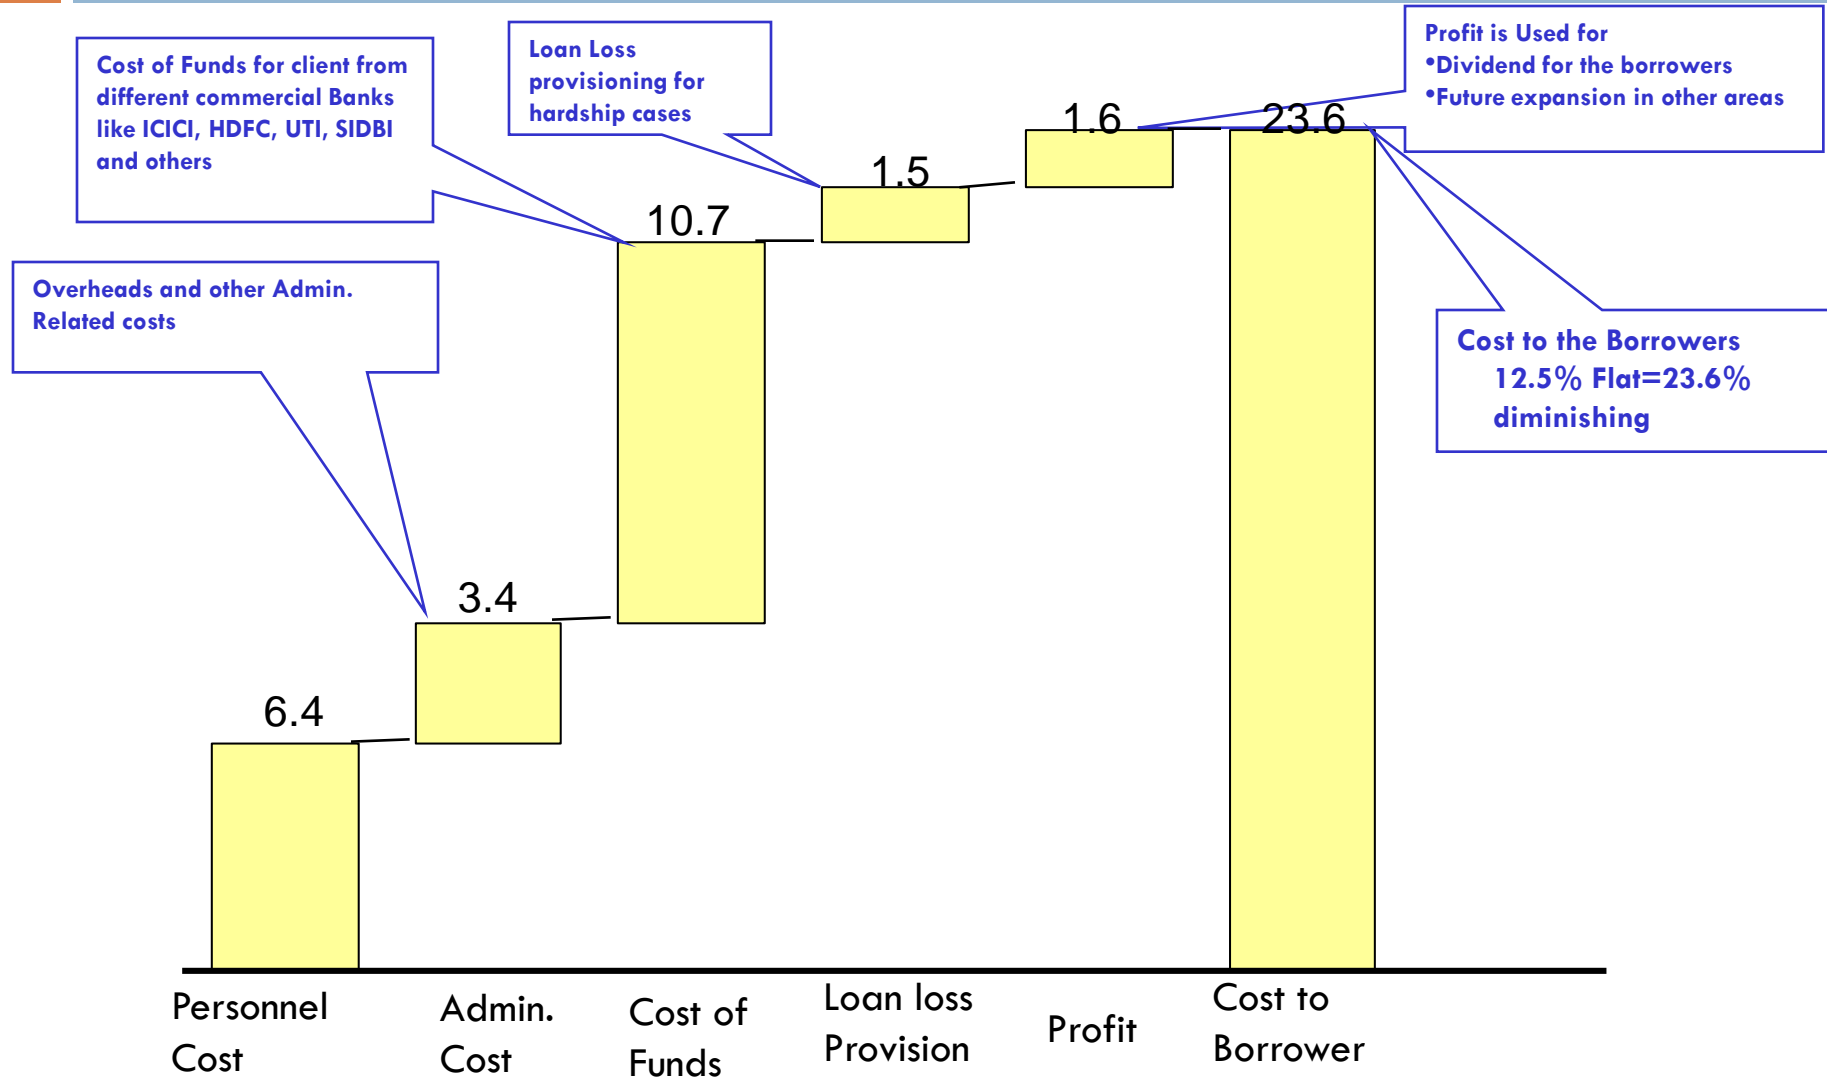 Cost of Funds for client from
different commercial Banks
like ICICI, HDFC, UTI, SIDBI
and others
Loan Loss
provisioning for
hardship cases
Profit is Used for
•Dividend for the borrowers
•Future expansion in other areas
Overheads and other Admin.
Related costs
Cost to the Borrowers
12.5% Flat=23.6%
diminishing
6.4
3.4
10.7
1.5
1.6
23.6
Personnel
Cost
Admin.
Cost
Cost of
Funds
Loan loss
Provision
Profit
Cost to
Borrower